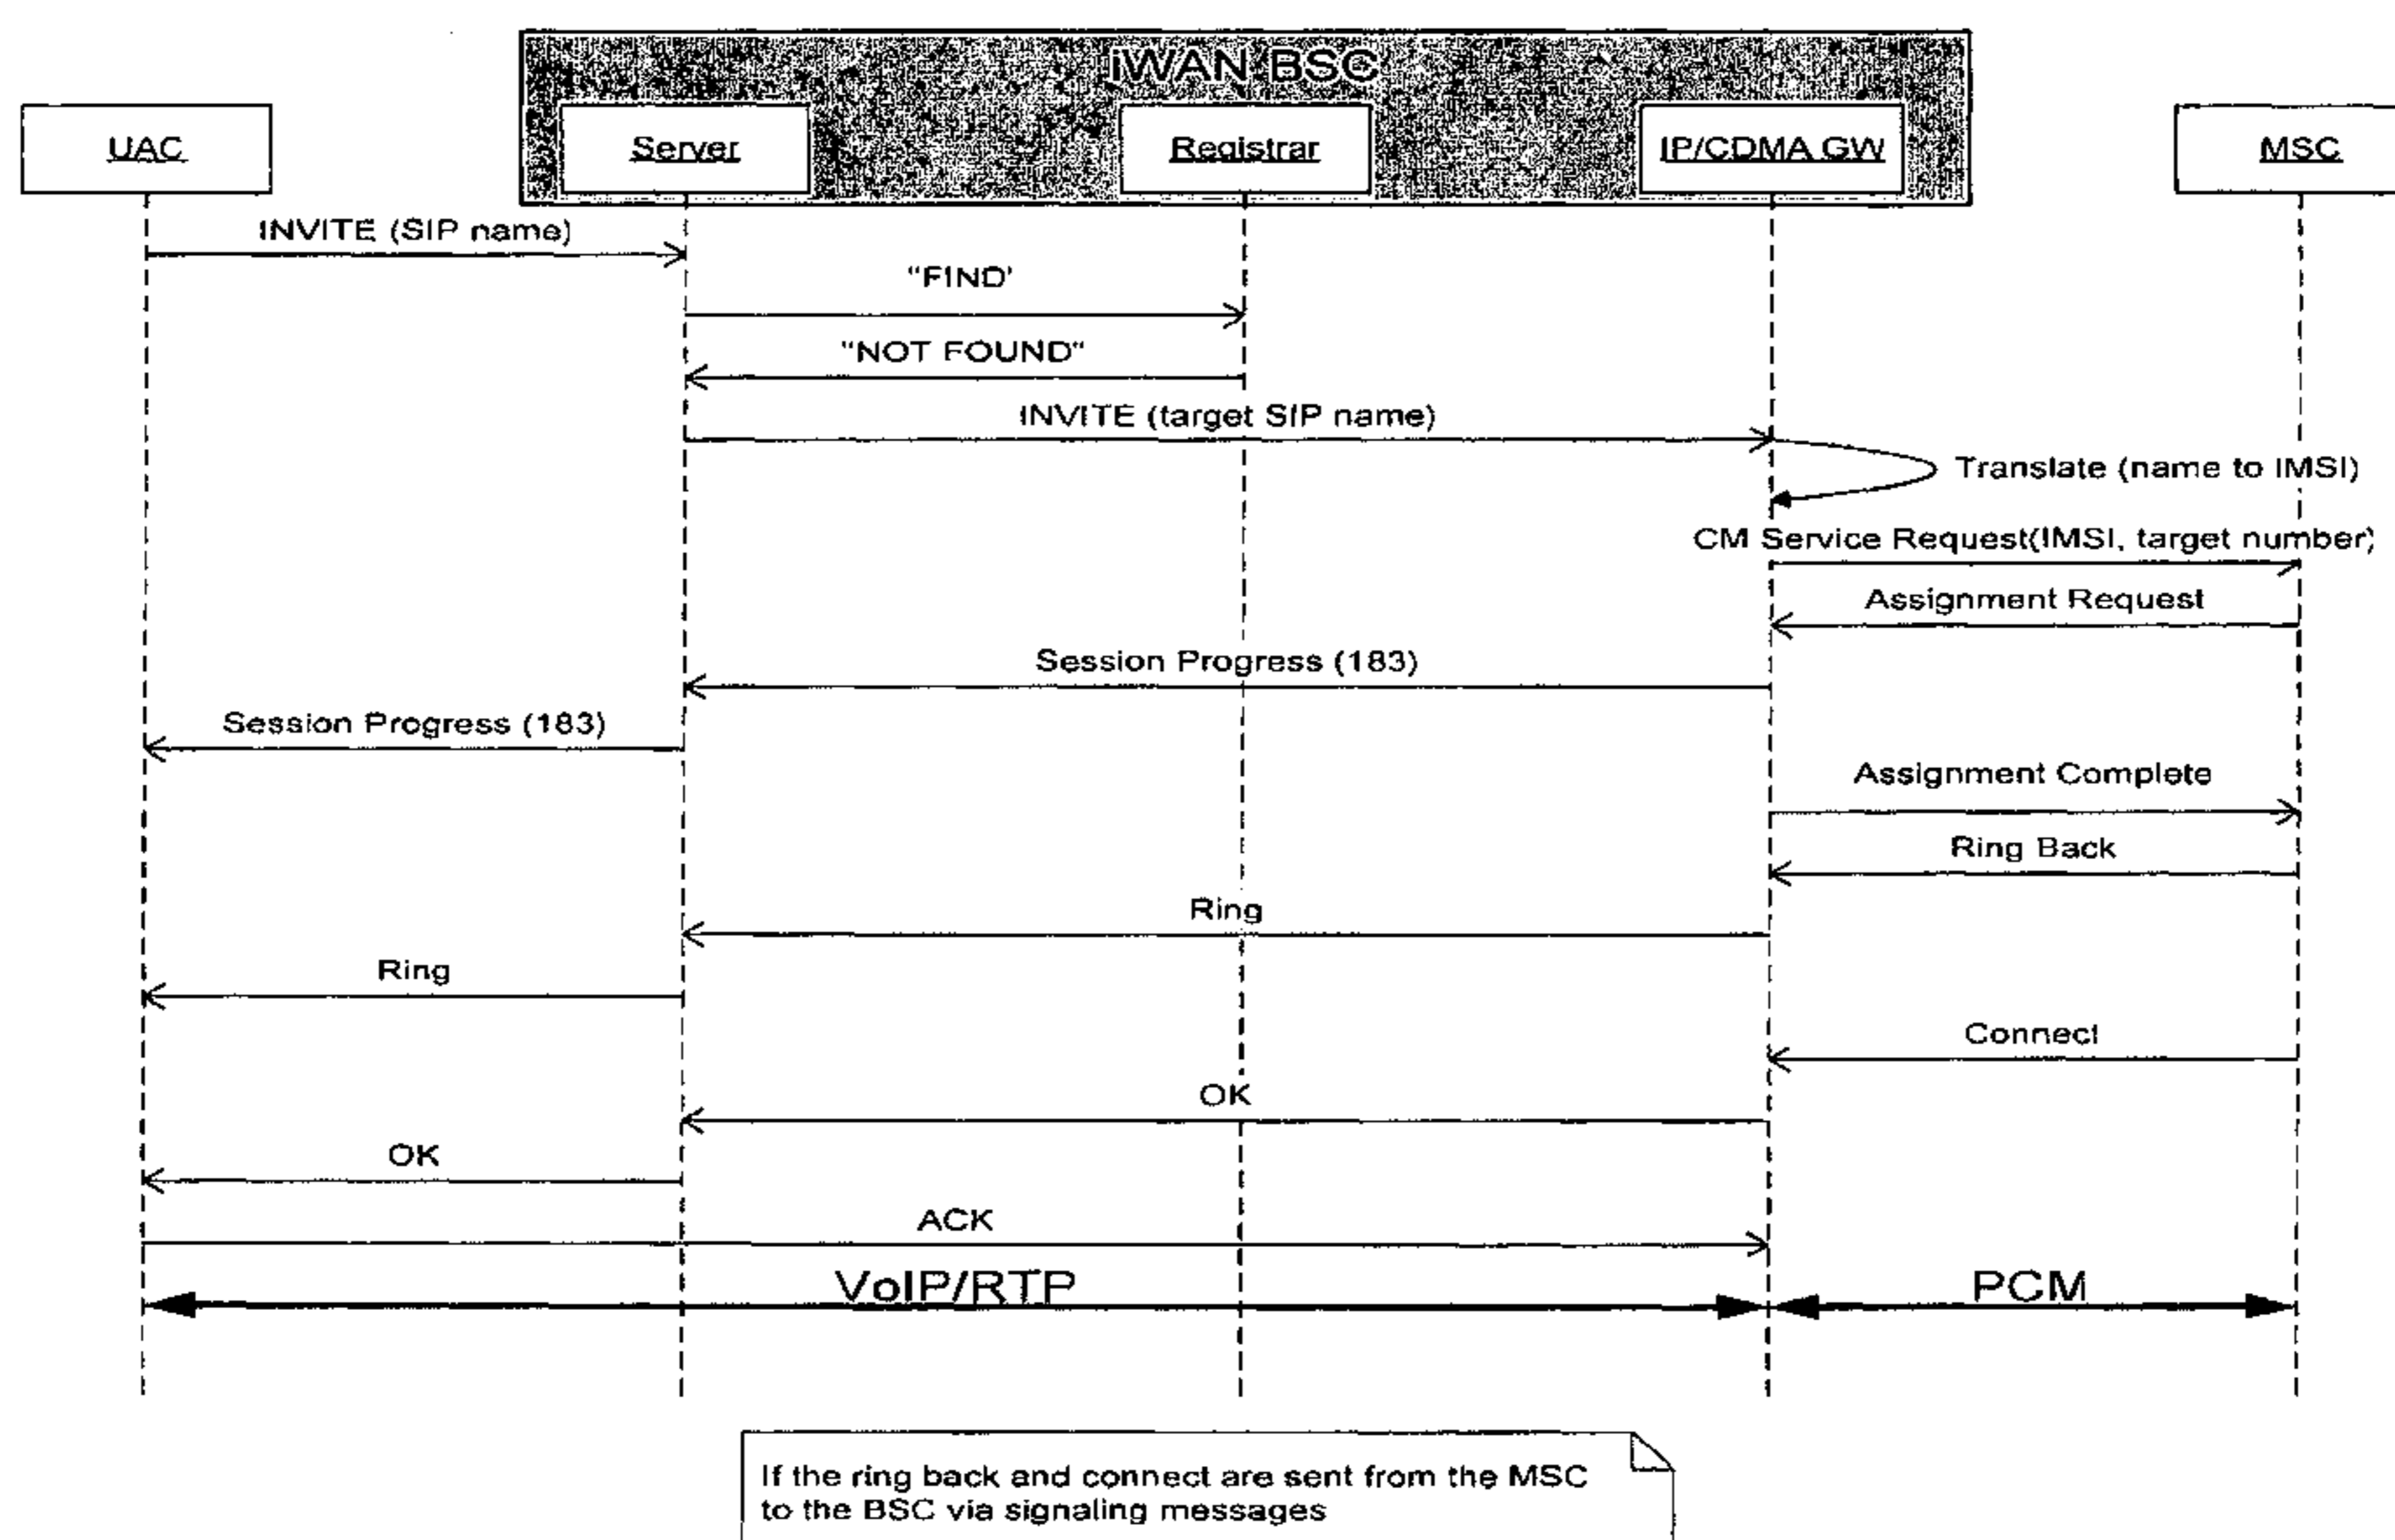 iWAN BSC
UAC
Server
Registrar
IP/CDMA GW
MSC
INVITE (SIP name)
"FIND'
"NOT FOUND"
INVITE (target SIP name)
Translate (name to IMSI)
CM Service Request(IMSI, target number)
Assignment Request
Session Progress (183)
Session Progress (183)
Assignment Complete
Ring Back
Ring
Ring
Connect
OK
OK
ACK
VoIP/RTP
PCM
If the ring back and connect are sent from the MSC
to the BSC via signaling messages